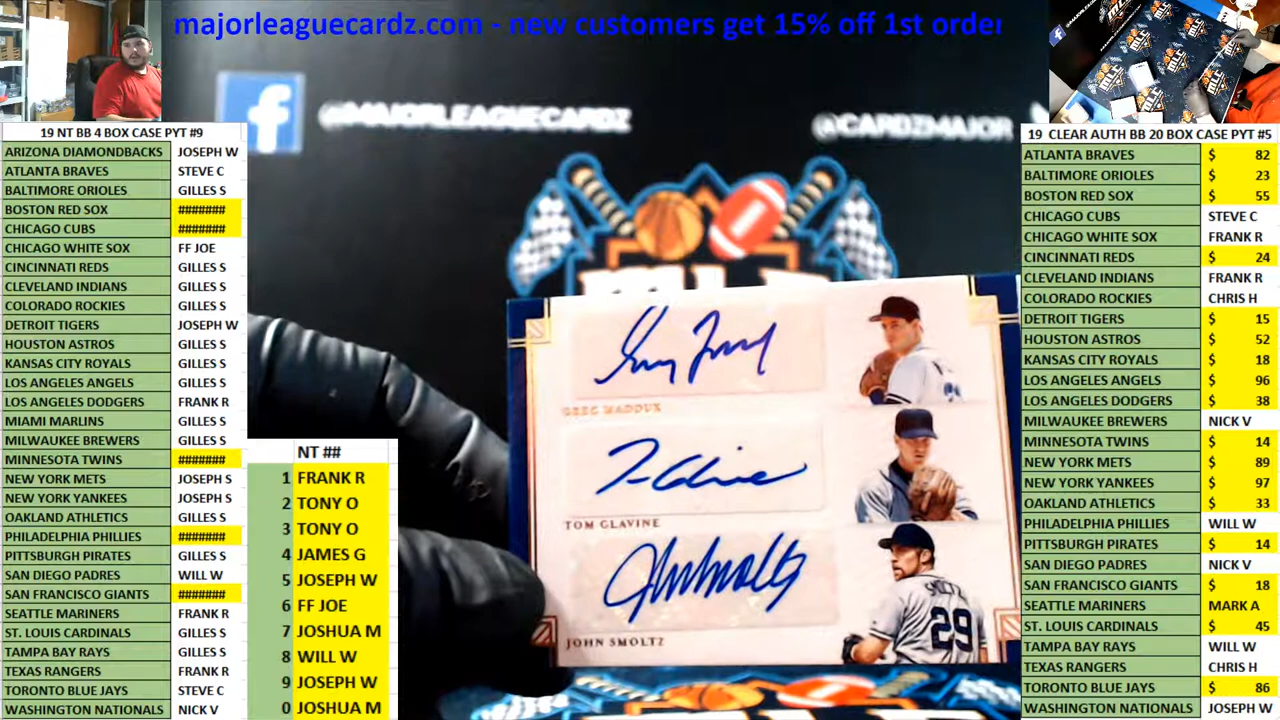 majorleaguecardz.com - new customers get 15% off 1st order
f
@MAJORLEAGUECARDZ
@CARDZMAJOR
19 NT BB 4 BOX CASE PYT #9
ARIZONA DIAMONDBACKS JOSEPH W
ATLANTA BRAVES STEVE C
BALTIMORE ORIOLES GILLES S
BOSTON RED SOX #######
CHICAGO CUBS #######
CHICAGO WHITE SOX FF JOE
CINCINNATI REDS GILLES S
CLEVELAND INDIANS GILLES S
COLORADO ROCKIES GILLES S
DETROIT TIGERS JOSEPH W
HOUSTON ASTROS GILLES S
KANSAS CITY ROYALS GILLES S
LOS ANGELES ANGELS GILLES S
LOS ANGELES DODGERS FRANK R
MIAMI MARLINS GILLES S
MILWAUKEE BREWERS GILLES S
MINNESOTA TWINS #######
NEW YORK METS JOSEPH S
NEW YORK YANKEES JOSEPH S
OAKLAND ATHLETICS GILLES S
PHILADELPHIA PHILLIES #######
PITTSBURGH PIRATES GILLES S
SAN DIEGO PADRES WILL W
SAN FRANCISCO GIANTS #######
SEATTLE MARINERS FRANK R
ST. LOUIS CARDINALS GILLES S
TAMPA BAY RAYS GILLES S
TEXAS RANGERS FRANK R
TORONTO BLUE JAYS STEVE C
WASHINGTON NATIONALS NICK V
NT ##
1 FRANK R
2 TONY O
3 TONY O
4 JAMES G
5 JOSEPH W
6 FF JOE
7 JOSHUA M
8 WILL W
9 JOSEPH W
0 JOSHUA M
GREG MADDUX
TOM GLAVINE
John Smoltz
JOHN SMOLTZ
SMOLTZ
29
19 CLEAR AUTH BB 20 BOX CASE PYT #5
ATLANTA BRAVES $ 82
BALTIMORE ORIOLES $ 23
BOSTON RED SOX $ 55
CHICAGO CUBS STEVE C
CHICAGO WHITE SOX FRANK R
CINCINNATI REDS $ 24
CLEVELAND INDIANS FRANK R
COLORADO ROCKIES CHRIS H
DETROIT TIGERS $ 15
HOUSTON ASTROS $ 52
KANSAS CITY ROYALS $ 18
LOS ANGELES ANGELS $ 96
LOS ANGELES DODGERS $ 38
MILWAUKEE BREWERS NICK V
MINNESOTA TWINS $ 14
NEW YORK METS $ 89
NEW YORK YANKEES $ 97
OAKLAND ATHLETICS $ 33
PHILADELPHIA PHILLIES WILL W
PITTSBURGH PIRATES $ 14
SAN DIEGO PADRES NICK V
SAN FRANCISCO GIANTS $ 18
SEATTLE MARINERS MARK A
ST. LOUIS CARDINALS $ 45
TAMPA BAY RAYS WILL W
TEXAS RANGERS CHRIS H
TORONTO BLUE JAYS $ 86
WASHINGTON NATIONALS JOSEPH W